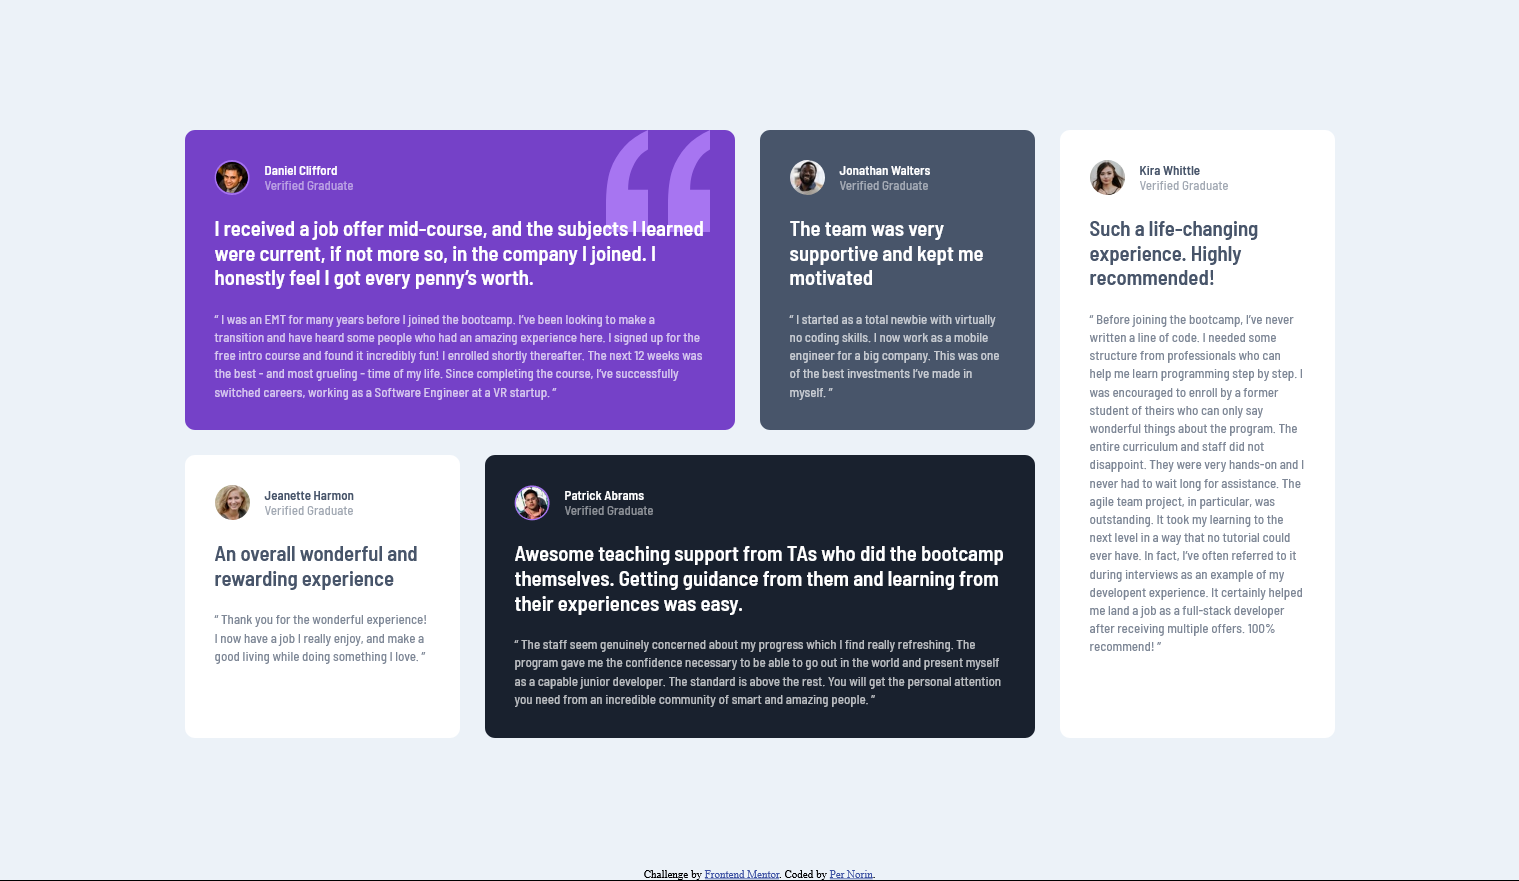 Daniel Clifford
Verified Graduate
I received a job offer mid-course, and the subjects I learned
were current, if not more so, in the company I joined. I
honestly feel I got every penny’s worth.
“ I was an EMT for many years before I joined the bootcamp. I’ve been looking to make a
transition and have heard some people who had an amazing experience here. I signed up for the
free intro course and found it incredibly fun! I enrolled shortly thereafter. The next 12 weeks was
the best - and most grueling - time of my life. Since completing the course, I’ve successfully
switched careers, working as a Software Engineer at a VR startup. ”
Jonathan Walters
Verified Graduate
The team was very
supportive and kept me
motivated
“ I started as a total newbie with virtually
no coding skills. I now work as a mobile
engineer for a big company. This was one
of the best investments I’ve made in
myself. ”
Kira Whittle
Verified Graduate
Such a life-changing
experience. Highly
recommended!
“ Before joining the bootcamp, I’ve never
written a line of code. I needed some
structure from professionals who can
help me learn programming step by step. I
was encouraged to enroll by a former
student of theirs who can only say
wonderful things about the program. The
entire curriculum and staff did not
disappoint. They were very hands-on and I
never had to wait long for assistance. The
agile team project, in particular, was
outstanding. It took my learning to the
next level in a way that no tutorial could
ever have. In fact, I’ve often referred to it
during interviews as an example of my
developent experience. It certainly helped
me land a job as a full-stack developer
after receiving multiple offers. 100%
recommend! ”
Jeanette Harmon
Verified Graduate
An overall wonderful and
rewarding experience
“ Thank you for the wonderful experience!
I now have a job I really enjoy, and make a
good living while doing something I love. ”
Patrick Abrams
Verified Graduate
Awesome teaching support from TAs who did the bootcamp
themselves. Getting guidance from them and learning from
their experiences was easy.
“ The staff seem genuinely concerned about my progress which I find really refreshing. The
program gave me the confidence necessary to be able to go out in the world and present myself
as a capable junior developer. The standard is above the rest. You will get the personal attention
you need from an incredible community of smart and amazing people. ”
Challenge by Frontend Mentor. Coded by Per Norin.